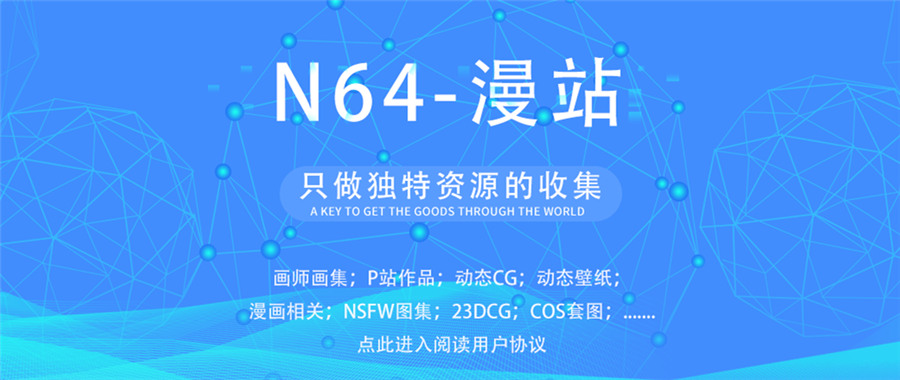 N64-漫站
只做独特资源的收集
A KEY TO GET THE GOODS THROUGH THE WORLD
画师画集；P站作品；动态CG；动态壁纸；
漫画相关；NSFW图集；23DCG；COS套图；.......
点此进入阅读用户协议